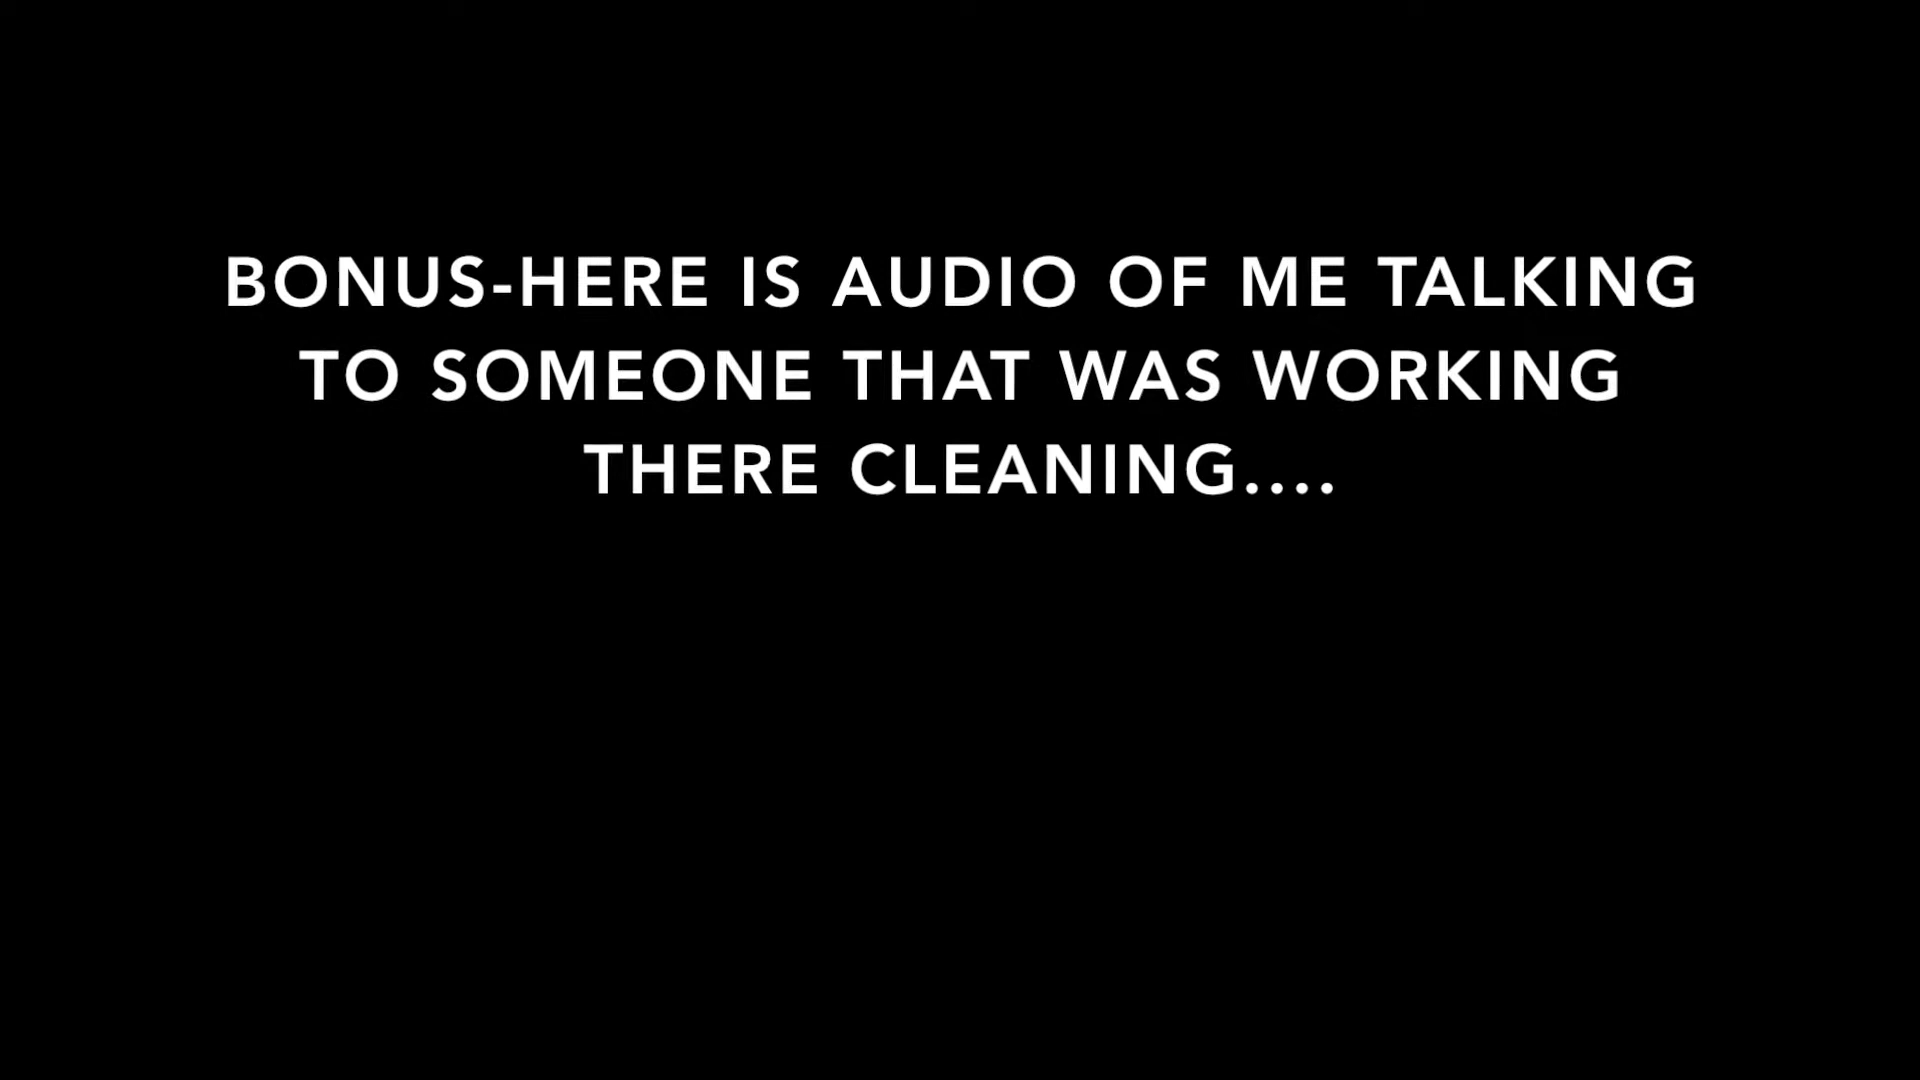 BONUS-HERE IS AUDIO OF ME TALKING
TO SOMEONE THAT WAS WORKING
THERE CLEANING....